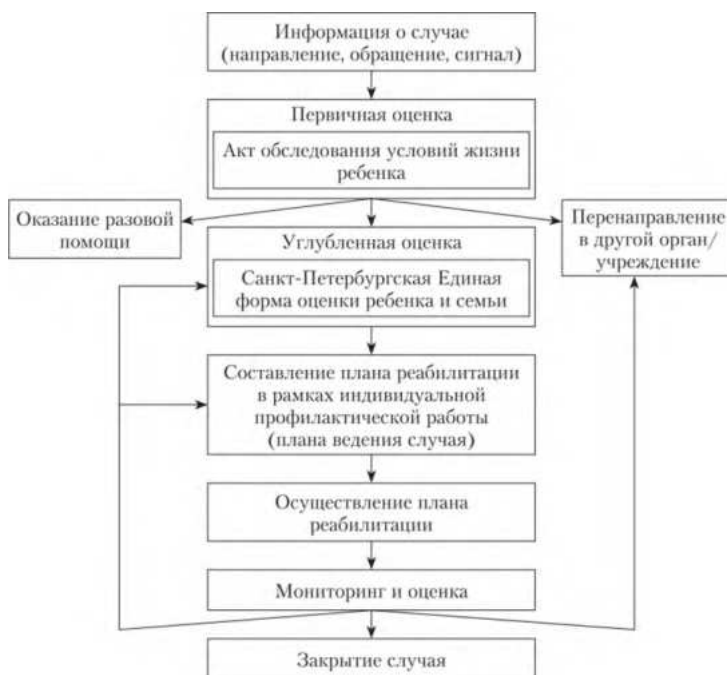 Информация о случае
(направление, обращение, сигнал)
Первичная оценка
Акт обследования условий жизни
ребенка
Оказание разовой
помощи
Перенаправление
в другой орган/
учреждение
Углубленная оценка
Санкт-Петербургская Единая
форма оценки ребенка и семьи
Составление плана реабилитации
в рамках индивидуальной
профилактической работы
(плана ведения случая)
Осуществление плана
реабилитации
Мониторинг и оценка
Закрытие случая